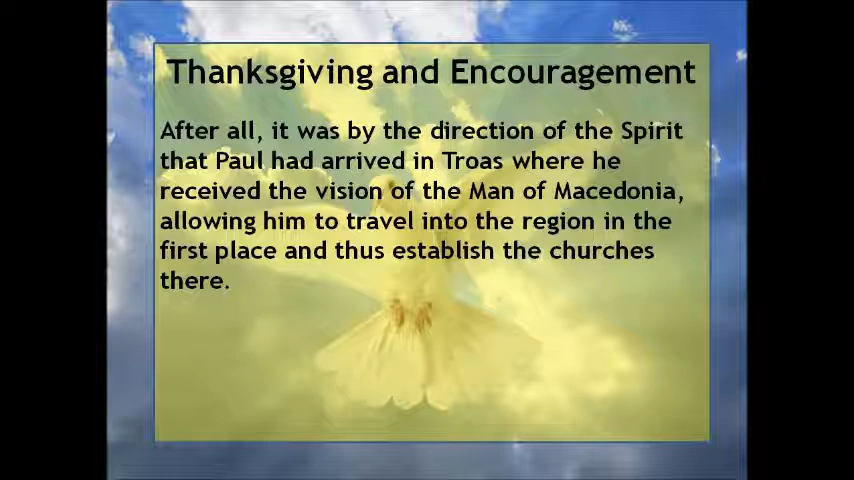 Thanksgiving and Encouragement
After all, it was by the direction of the Spirit
that Paul had arrived in Troas where he
received the vision of the Man of Macedonia,
allowing him to travel into the region in the
first place and thus establish the churches
there.